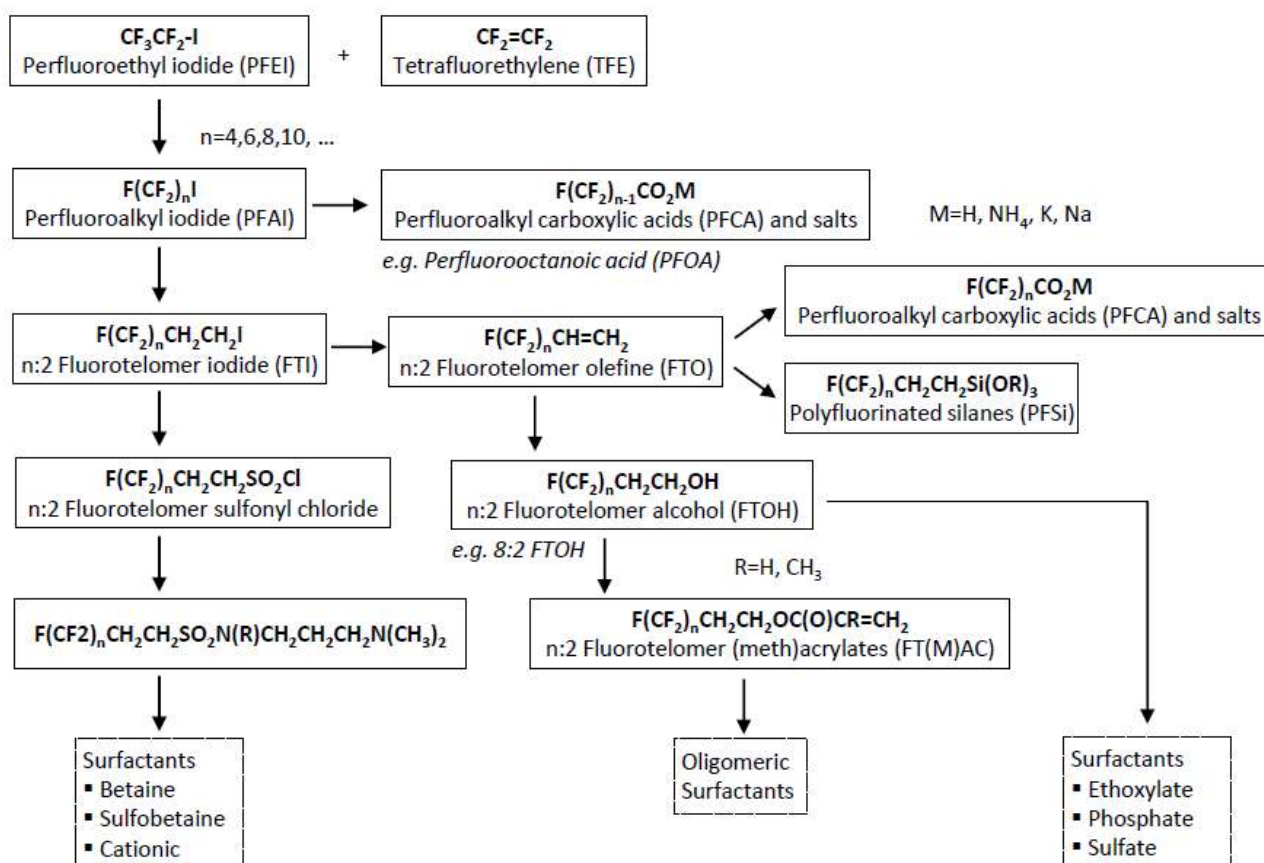 CF₃CF₂-I
Perfluoroethyl iodide (PFEI)
+
CF₂=CF₂
Tetrafluorethylene (TFE)
n=4,6,8,10, ...
F(CF₂)ₙI
Perfluoroalkyl iodide (PFAI)
F(CF₂)ₙ₋₁CO₂M
Perfluoroalkyl carboxylic acids (PFCA) and salts
M=H, NH₄, K, Na
e.g. Perfluorooctanoic acid (PFOA)
F(CF₂)ₙCO₂M
Perfluoroalkyl carboxylic acids (PFCA) and salts
F(CF₂)ₙCH₂CH₂I
n:2 Fluorotelomer iodide (FTI)
F(CF₂)ₙCH=CH₂
n:2 Fluorotelomer olefine (FTO)
F(CF₂)ₙCH₂CH₂Si(OR)₃
Polyfluorinated silanes (PFSi)
F(CF₂)ₙCH₂CH₂SO₂Cl
n:2 Fluorotelomer sulfonyl chloride
F(CF₂)ₙCH₂CH₂OH
n:2 Fluorotelomer alcohol (FTOH)
e.g. 8:2 FTOH
R=H, CH₃
F(CF2)ₙCH₂CH₂SO₂N(R)CH₂CH₂CH₂N(CH₃)₂
F(CF₂)ₙCH₂CH₂OC(O)CR=CH₂
n:2 Fluorotelomer (meth)acrylates (FT(M)AC)
Surfactants
▪ Betaine
▪ Sulfobetaine
▪ Cationic
Oligomeric
Surfactants
Surfactants
▪ Ethoxylate
▪ Phosphate
▪ Sulfate